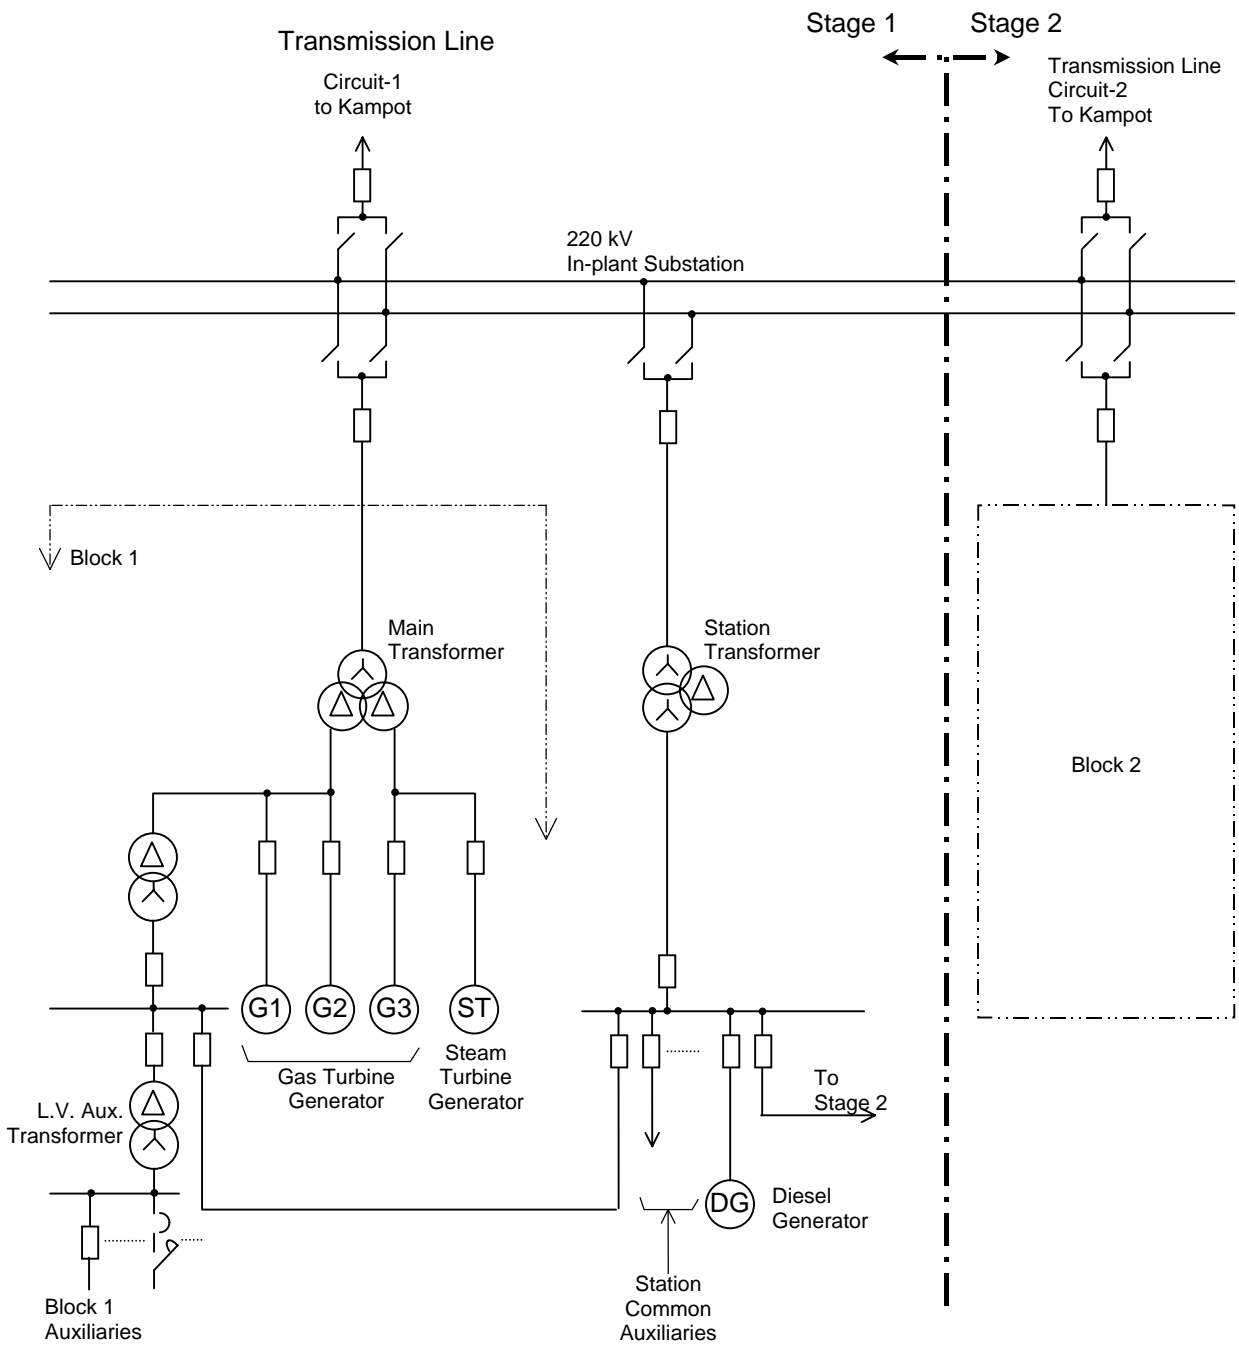 Stage 1
Stage 2
Transmission Line
Circuit-1
to Kampot
Transmission Line
Circuit-2
To Kampot
220 kV
In-plant Substation
Block 1
Main
Transformer
Station
Transformer
Block 2
G1
G2
G3
ST
Gas Turbine
Generator
Steam
Turbine
Generator
To
Stage 2
L.V. Aux.
Transformer
DG
Diesel
Generator
Block 1
Auxiliaries
Station
Common
Auxiliaries